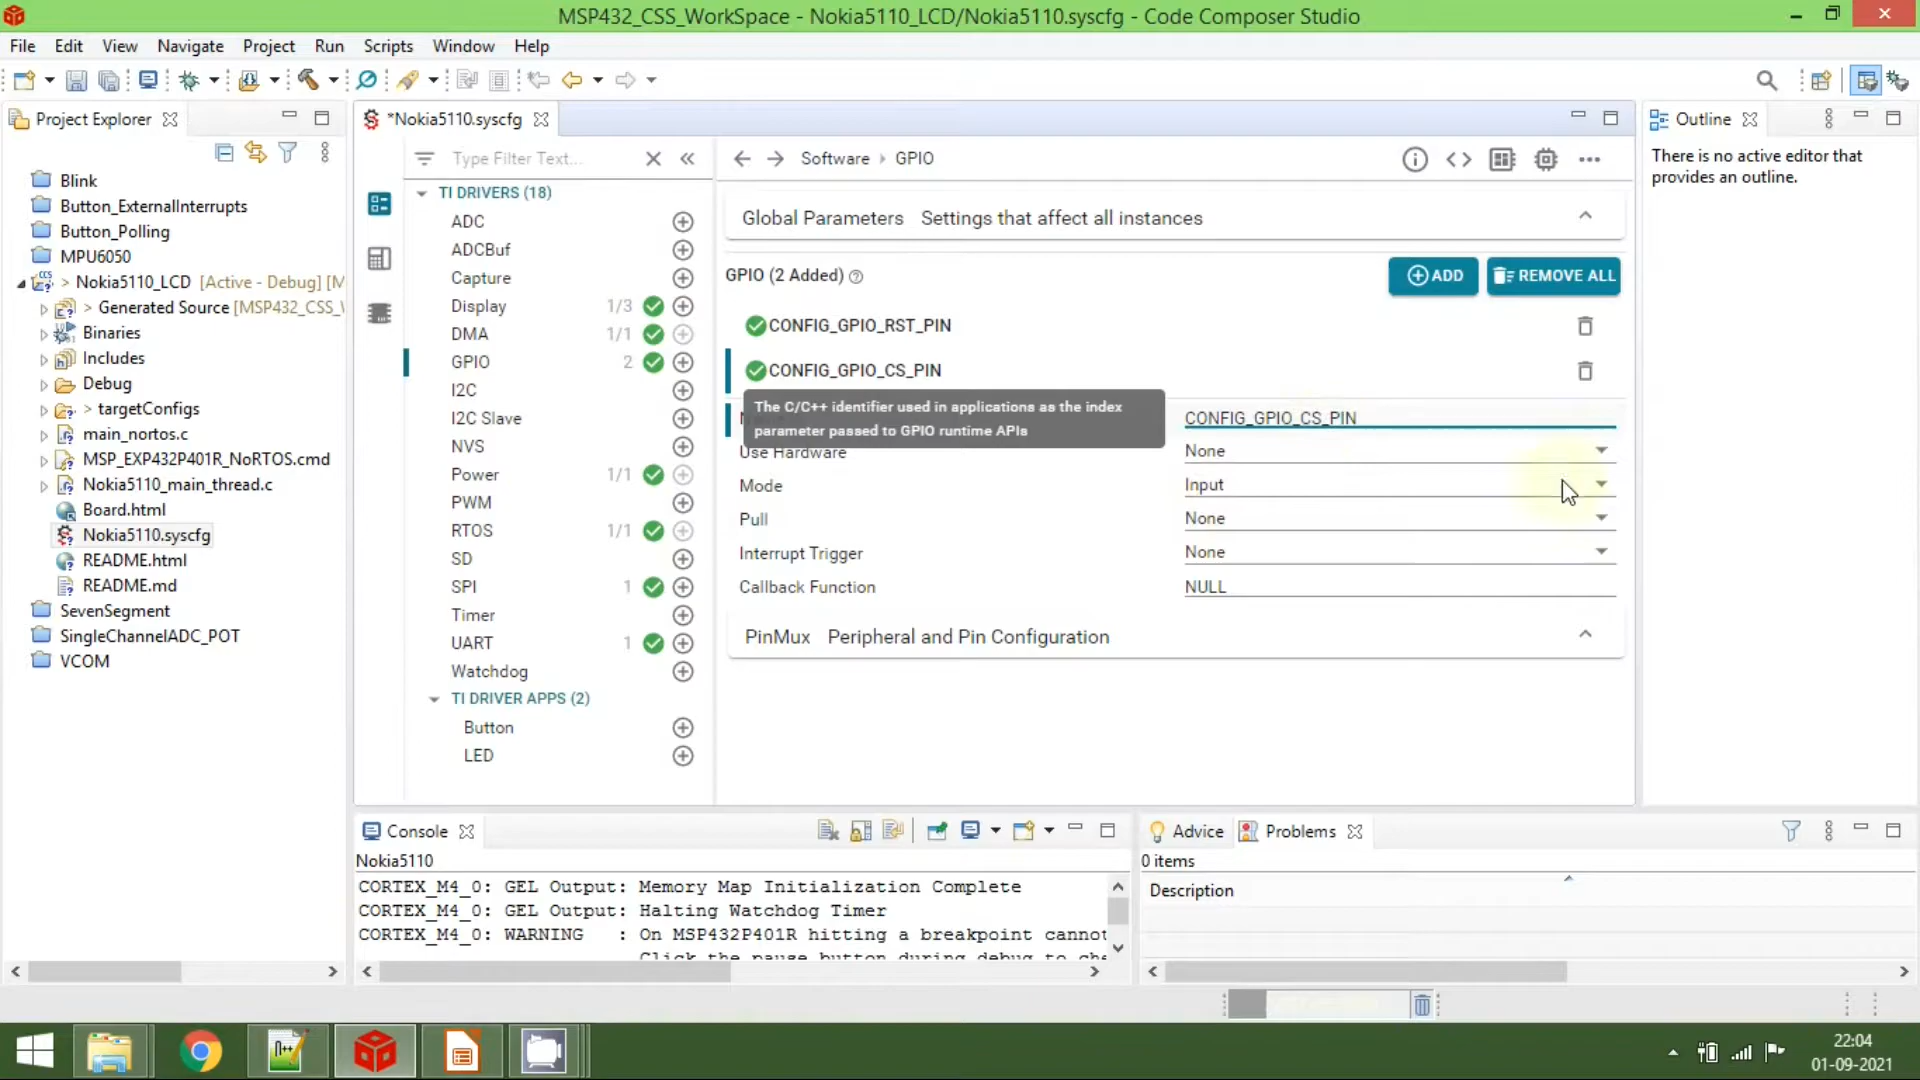 MSP432_CSS_WorkSpace - Nokia5110_LCD/Nokia5110.syscfg - Code Composer Studio
File Edit View Navigate Project Run Scripts Window Help
Project Explorer
Blink
Button_ExternalInterrupts
Button_Polling
MPU6050
> Nokia5110_LCD [Active - Debug] [M
> Generated Source [MSP432_CSS_
Binaries
Includes
Debug
> targetConfigs
main_nortos.c
MSP_EXP432P401R_NoRTOS.cmd
Nokia5110_main_thread.c
Board.html
Nokia5110.syscfg
README.html
README.md
SevenSegment
SingleChannelADC_POT
VCOM
*Nokia5110.syscfg
Type Filter Text...
TI DRIVERS (18)
ADC
ADCBuf
Capture
Display 1/3
DMA 1/1
GPIO 2
I2C
I2C Slave
NVS
Power 1/1
PWM
RTOS 1/1
SD
SPI 1
Timer
UART 1
Watchdog
TI DRIVER APPS (2)
Button
LED
Software › GPIO
Global Parameters Settings that affect all instances
GPIO (2 Added)
ADD
REMOVE ALL
CONFIG_GPIO_RST_PIN
CONFIG_GPIO_CS_PIN
The C/C++ identifier used in applications as the index
parameter passed to GPIO runtime APIs
CONFIG_GPIO_CS_PIN
Use Hardware None
Mode Input
Pull None
Interrupt Trigger None
Callback Function NULL
PinMux Peripheral and Pin Configuration
Outline
There is no active editor that
provides an outline.
Console
Nokia5110
CORTEX_M4_0: GEL Output: Memory Map Initialization Complete
CORTEX_M4_0: GEL Output: Halting Watchdog Timer
CORTEX_M4_0: WARNING : On MSP432P401R hitting a breakpoint cannot
Click the pause button during debug to che
Advice
Problems
0 items
Description
22:04
01-09-2021